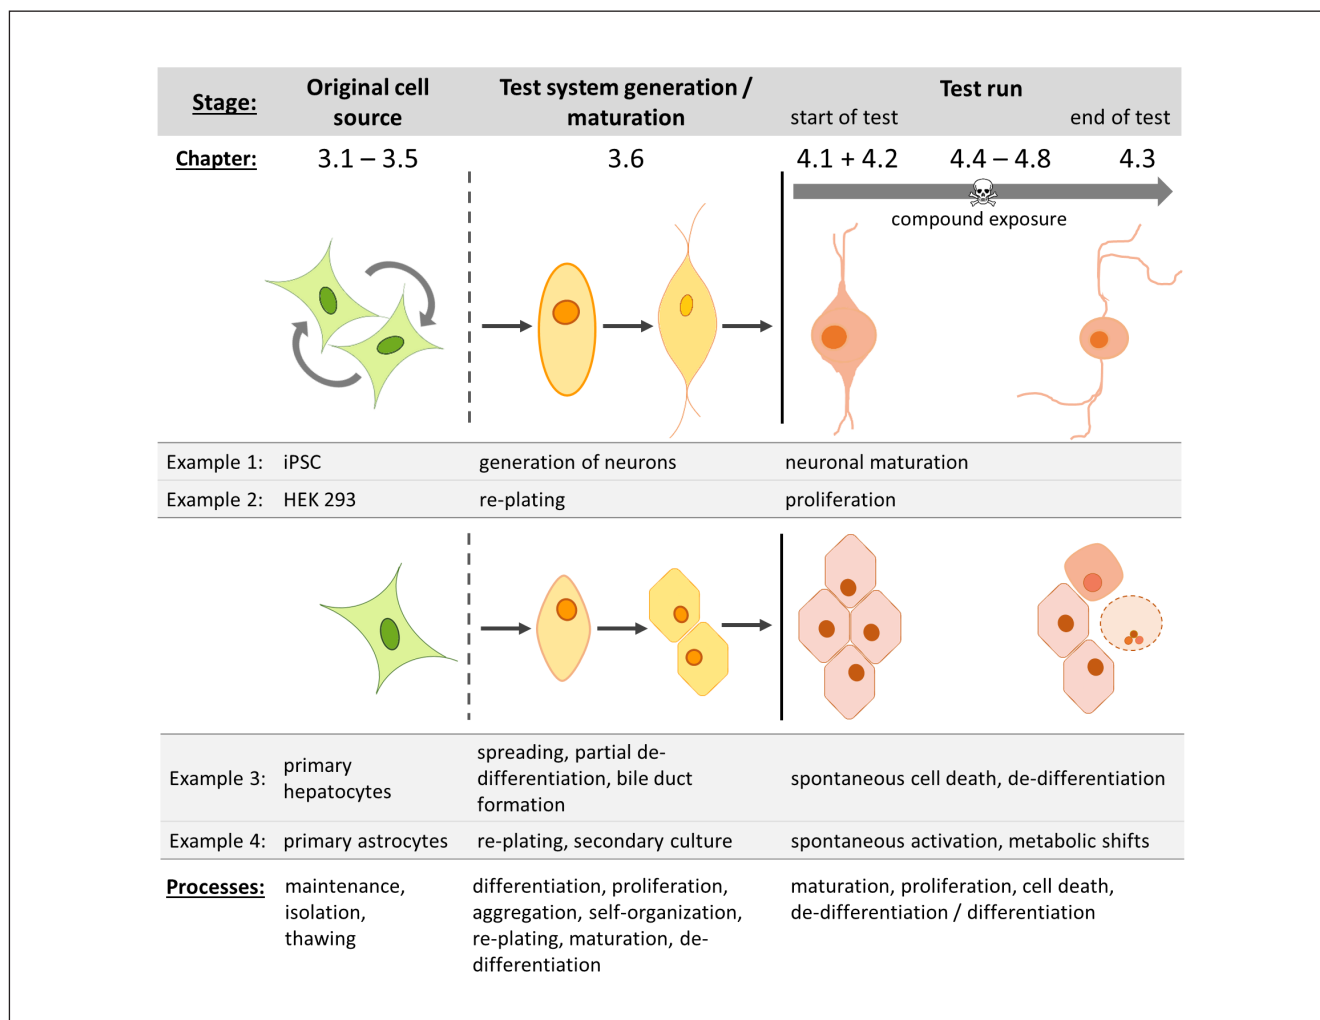 Stage:
Original cell
source
Test system generation /
maturation
Test run
start of test
end of test
Chapter:
3.1 – 3.5
3.6
4.1 + 4.2
4.4 – 4.8
4.3
compound exposure
Example 1: iPSC generation of neurons neuronal maturation
Example 2: HEK 293 re-plating proliferation
Example 3:
primary
hepatocytes
spreading, partial de-
differentiation, bile duct
formation
spontaneous cell death, de-differentiation
Example 4: primary astrocytes re-plating, secondary culture spontaneous activation, metabolic shifts
Processes:
maintenance,
isolation,
thawing
differentiation, proliferation,
aggregation, self-organization,
re-plating, maturation, de-
differentiation
maturation, proliferation, cell death,
de-differentiation / differentiation